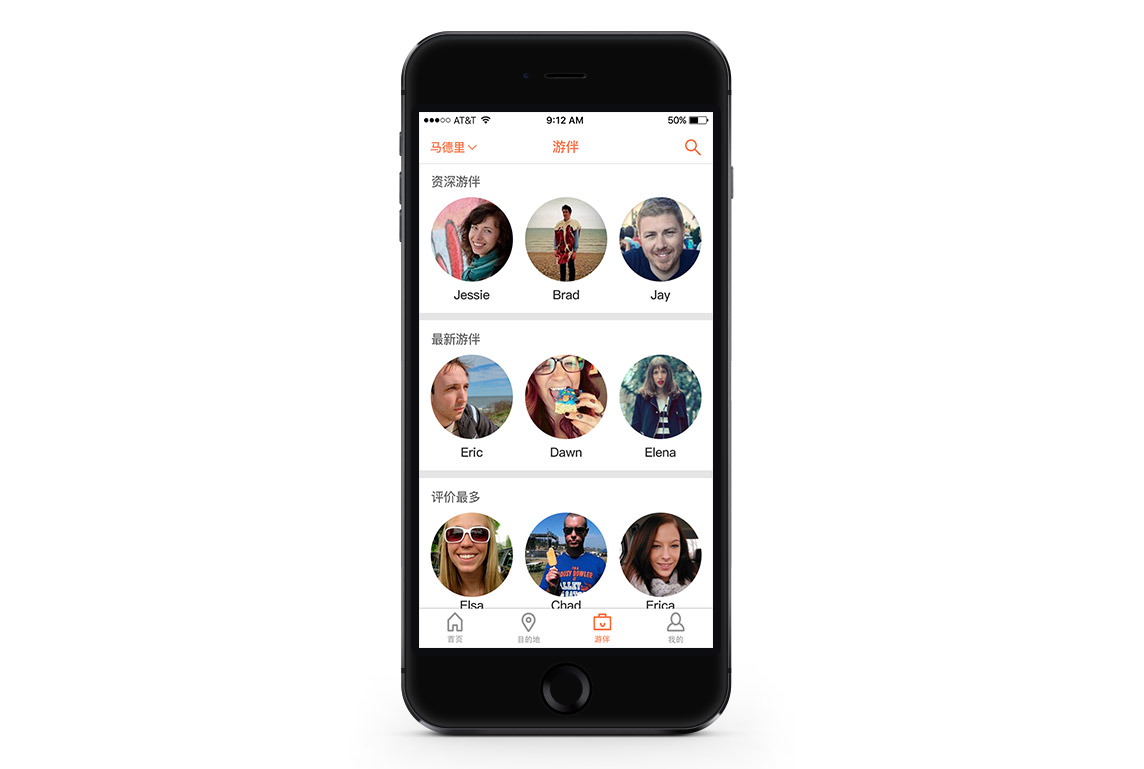 AT&T 9:12 AM 50%
马德里 游伴
资深游伴
Jessie Brad Jay
最新游伴
Eric Dawn Elena
评价最多
Elsa Chad Erica
首页 目的地 游伴 我的